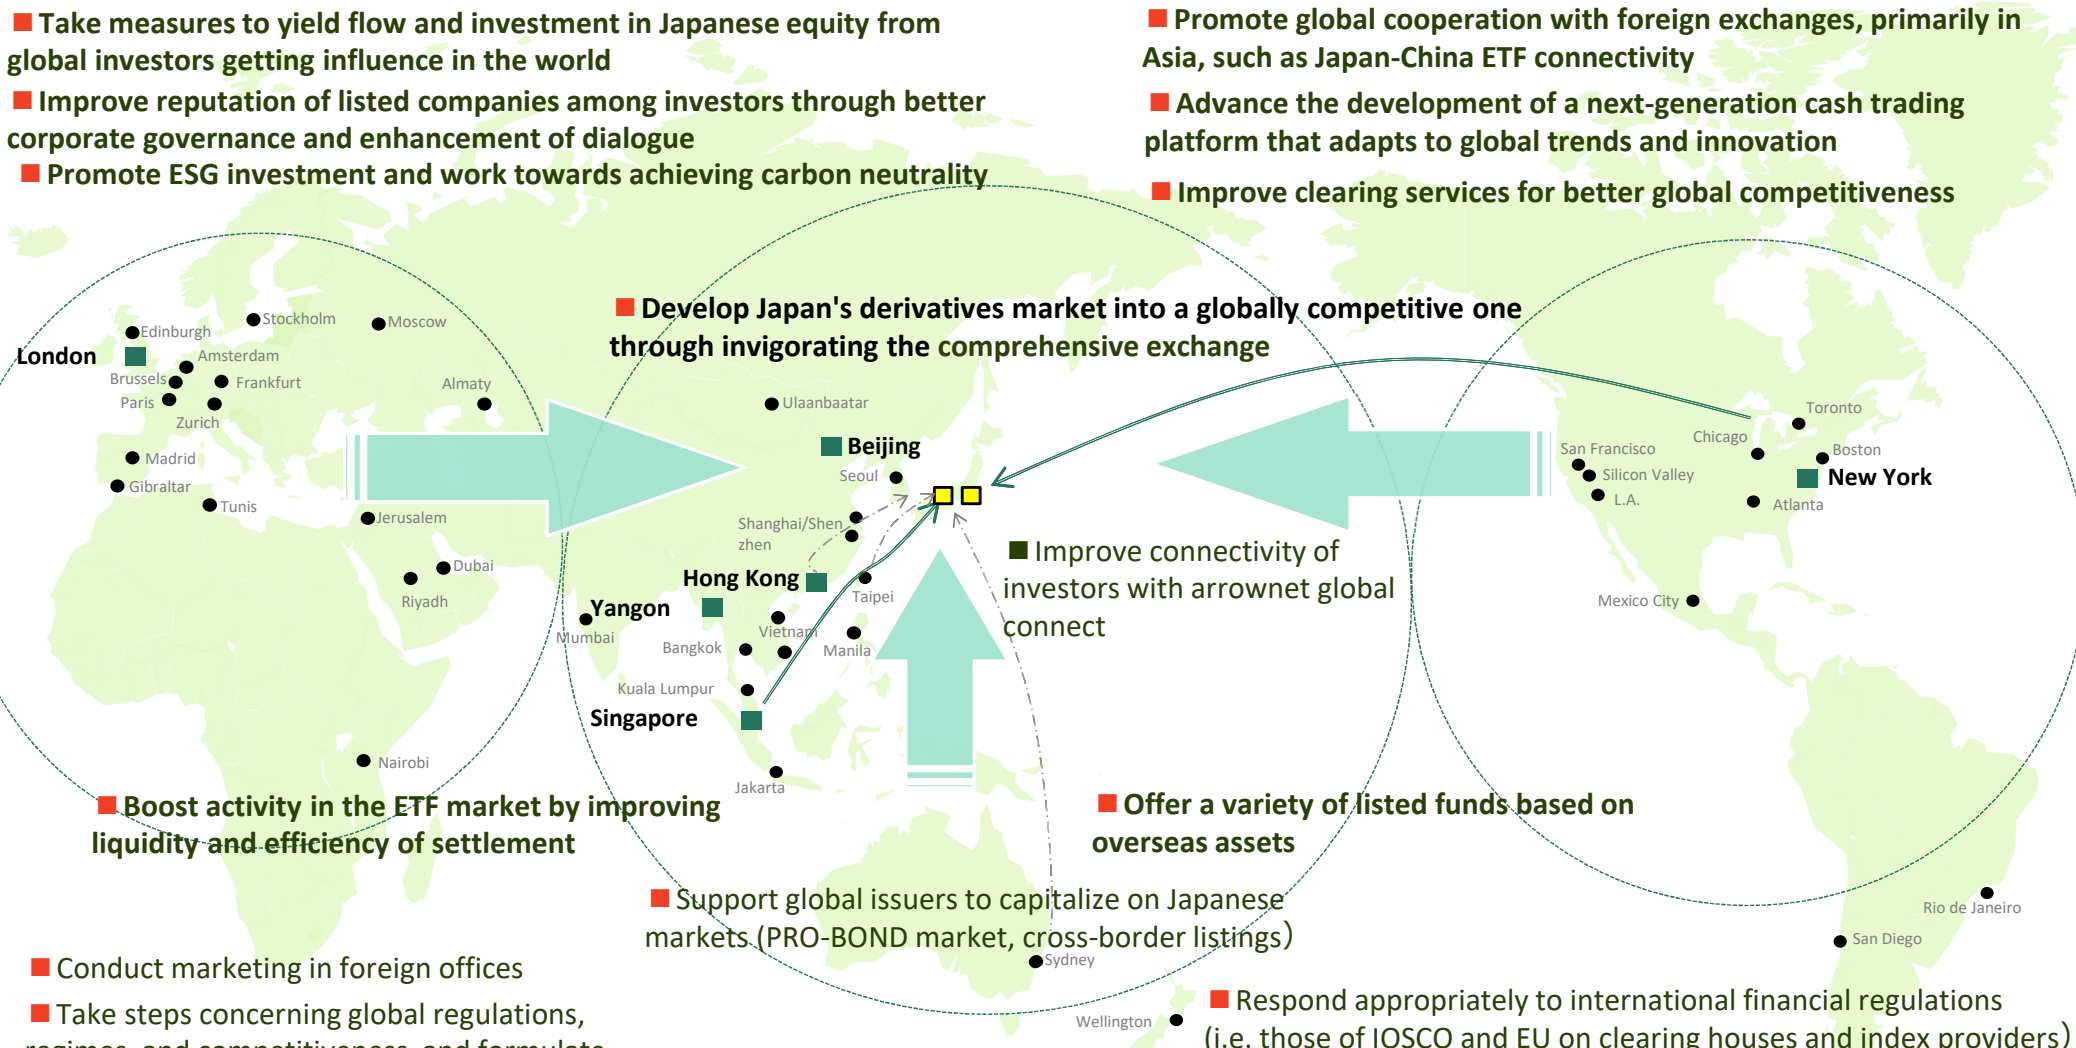 ■ Take measures to yield flow and investment in Japanese equity from
global investors getting influence in the world
■ Improve reputation of listed companies among investors through better
corporate governance and enhancement of dialogue
■ Promote ESG investment and work towards achieving carbon neutrality
■ Promote global cooperation with foreign exchanges, primarily in
Asia, such as Japan-China ETF connectivity
■ Advance the development of a next-generation cash trading
platform that adapts to global trends and innovation
■ Improve clearing services for better global competitiveness
■ Develop Japan's derivatives market into a globally competitive one
through invigorating the comprehensive exchange
Edinburgh
Stockholm
Moscow
London
Amsterdam
Brussels
Frankfurt
Paris
Zurich
Almaty
Madrid
Gibraltar
Tunis
Jerusalem
Dubai
Riyadh
Nairobi
Ulaanbaatar
Beijing
Seoul
Shanghai/Shen
zhen
Hong Kong
Taipei
Yangon
Mumbai
Vietnam
Bangkok
Manila
Kuala Lumpur
Singapore
Jakarta
■ Improve connectivity of
investors with arrownet global
connect
Toronto
Chicago
Boston
San Francisco
Silicon Valley
New York
L.A.
Atlanta
Mexico City
Rio de Janeiro
San Diego
■ Boost activity in the ETF market by improving
liquidity and efficiency of settlement
■ Offer a variety of listed funds based on
overseas assets
■ Support global issuers to capitalize on Japanese
markets (PRO-BOND market, cross-border listings）
Sydney
Wellington
■ Conduct marketing in foreign offices
■ Take steps concerning global regulations,
regimes, and competitiveness, and formulate
■ Respond appropriately to international financial regulations
(i.e. those of IOSCO and EU on clearing houses and index providers）